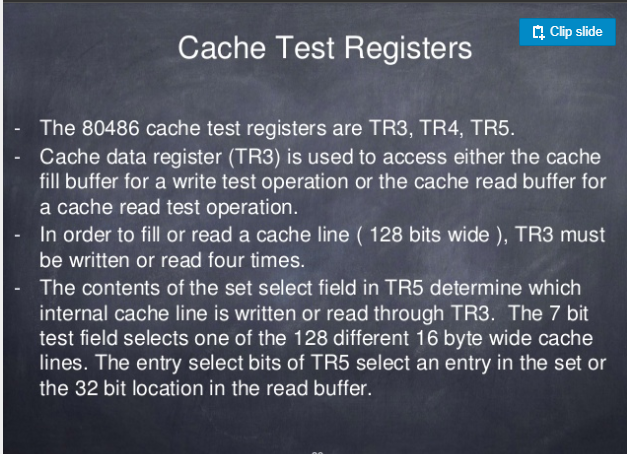 Clip slide
Cache Test Registers
- The 80486 cache test registers are TR3, TR4, TR5.
- Cache data register (TR3) is used to access either the cache
fill buffer for a write test operation or the cache read buffer for
a cache read test operation.
- In order to fill or read a cache line ( 128 bits wide ), TR3 must
be written or read four times.
- The contents of the set select field in TR5 determine which
internal cache line is written or read through TR3. The 7 bit
test field selects one of the 128 different 16 byte wide cache
lines. The entry select bits of TR5 select an entry in the set or
the 32 bit location in the read buffer.